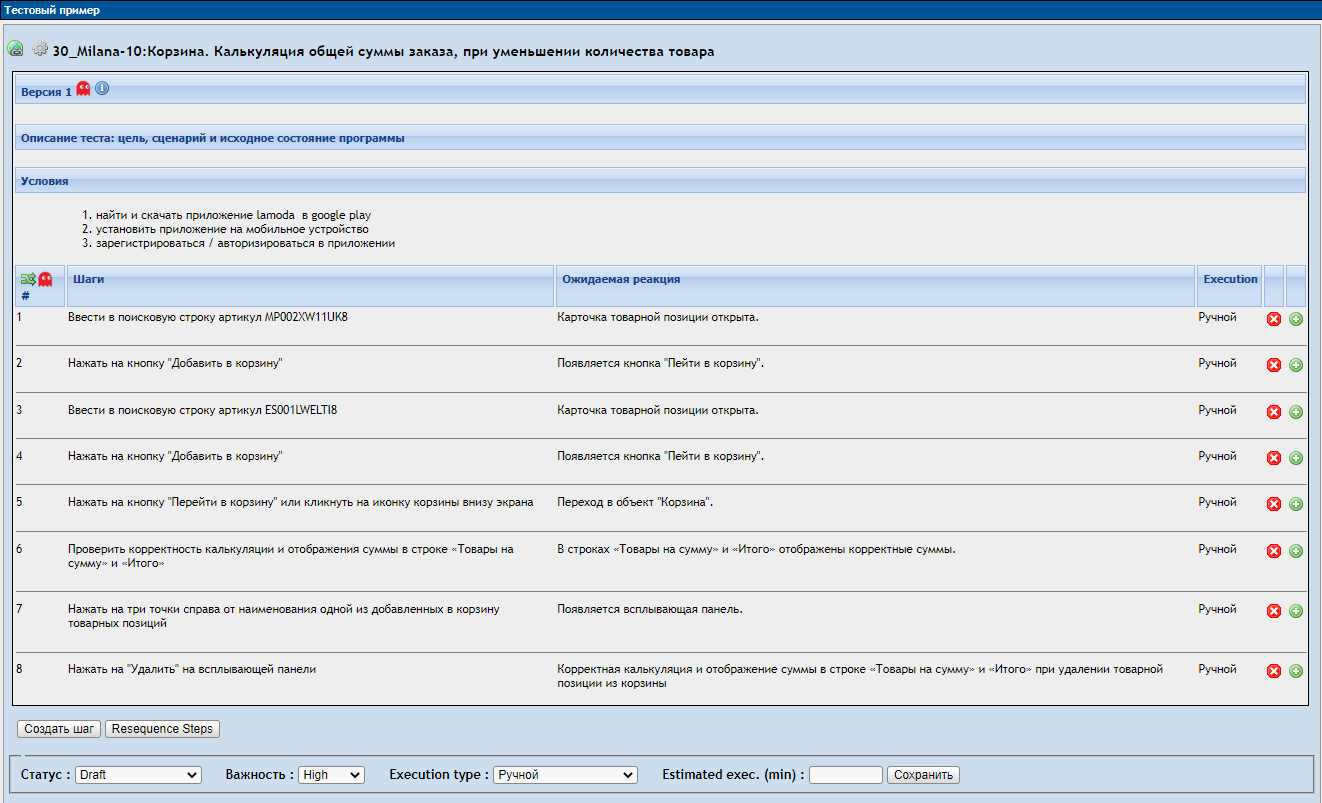 Тестовый пример
30_Milana-10:Корзина. Калькуляция общей суммы заказа, при уменьшении количества товара
Версия 1
Описание теста: цель, сценарий и исходное состояние программы
Условия
1. найти и скачать приложение lamoda в google play
2. установить приложение на мобильное устройство
3. зарегистрироваться / авторизироваться в приложении
# Шаги Ожидаемая реакция Execution
1 Ввести в поисковую строку артикул MP002XW11UK8 Карточка товарной позиции открыта. Ручной
2 Нажать на кнопку "Добавить в корзину" Появляется кнопка "Пейти в корзину". Ручной
3 Ввести в поисковую строку артикул ES001LWELTI8 Карточка товарной позиции открыта. Ручной
4 Нажать на кнопку "Добавить в корзину" Появляется кнопка "Пейти в корзину". Ручной
5 Нажать на кнопку "Перейти в корзину" или кликнуть на иконку корзины внизу экрана Переход в объект "Корзина". Ручной
6 Проверить корректность калькуляции и отображения суммы в строке «Товары на В строках «Товары на сумму» и «Итого» отображены корректные суммы. Ручной
сумму» и «Итого»
7 Нажать на три точки справа от наименования одной из добавленных в корзину Появляется всплывающая панель. Ручной
товарных позиций
8 Нажать на "Удалить" на всплывающей панели Корректная калькуляция и отображение суммы в строке «Товары на сумму» и «Итого» при удалении товарной Ручной
позиции из корзины
Создать шаг Resequence Steps
Статус : Draft Важность : High Execution type : Ручной Estimated exec. (min) : Сохранить